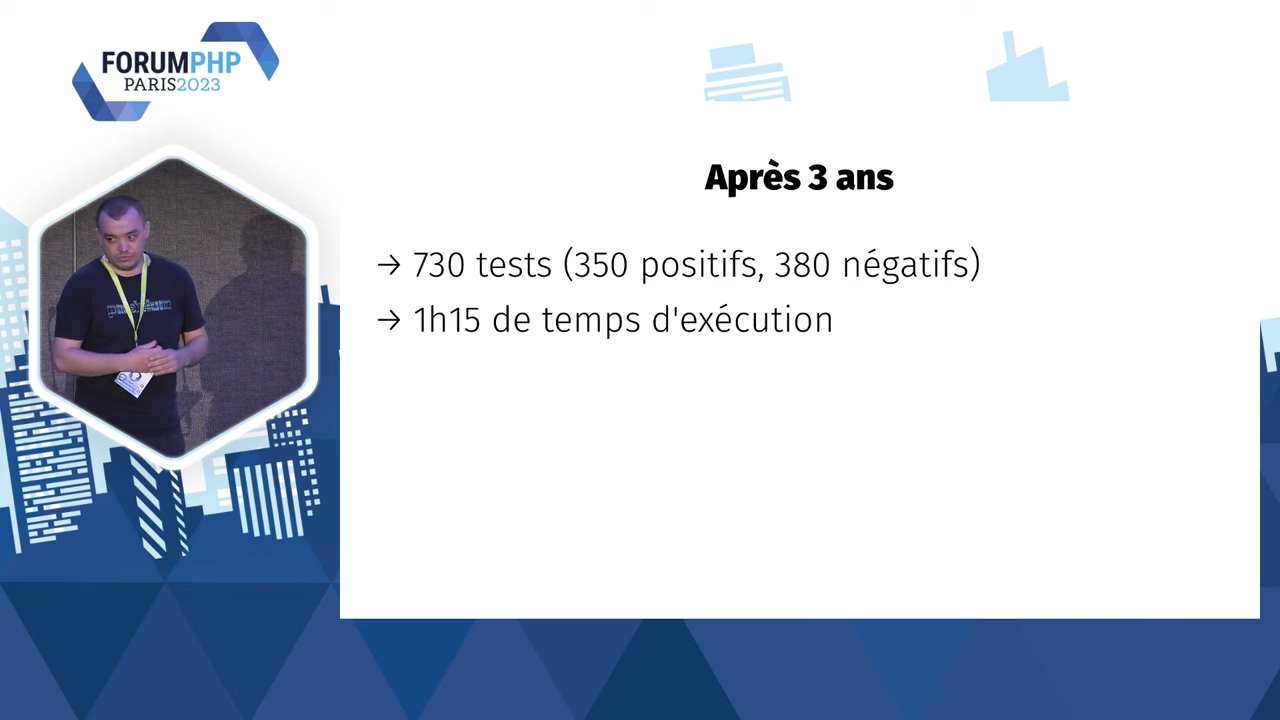 FORUMPHP
PARIS2023
Après 3 ans
→ 730 tests (350 positifs, 380 négatifs)
→ 1h15 de temps d'exécution